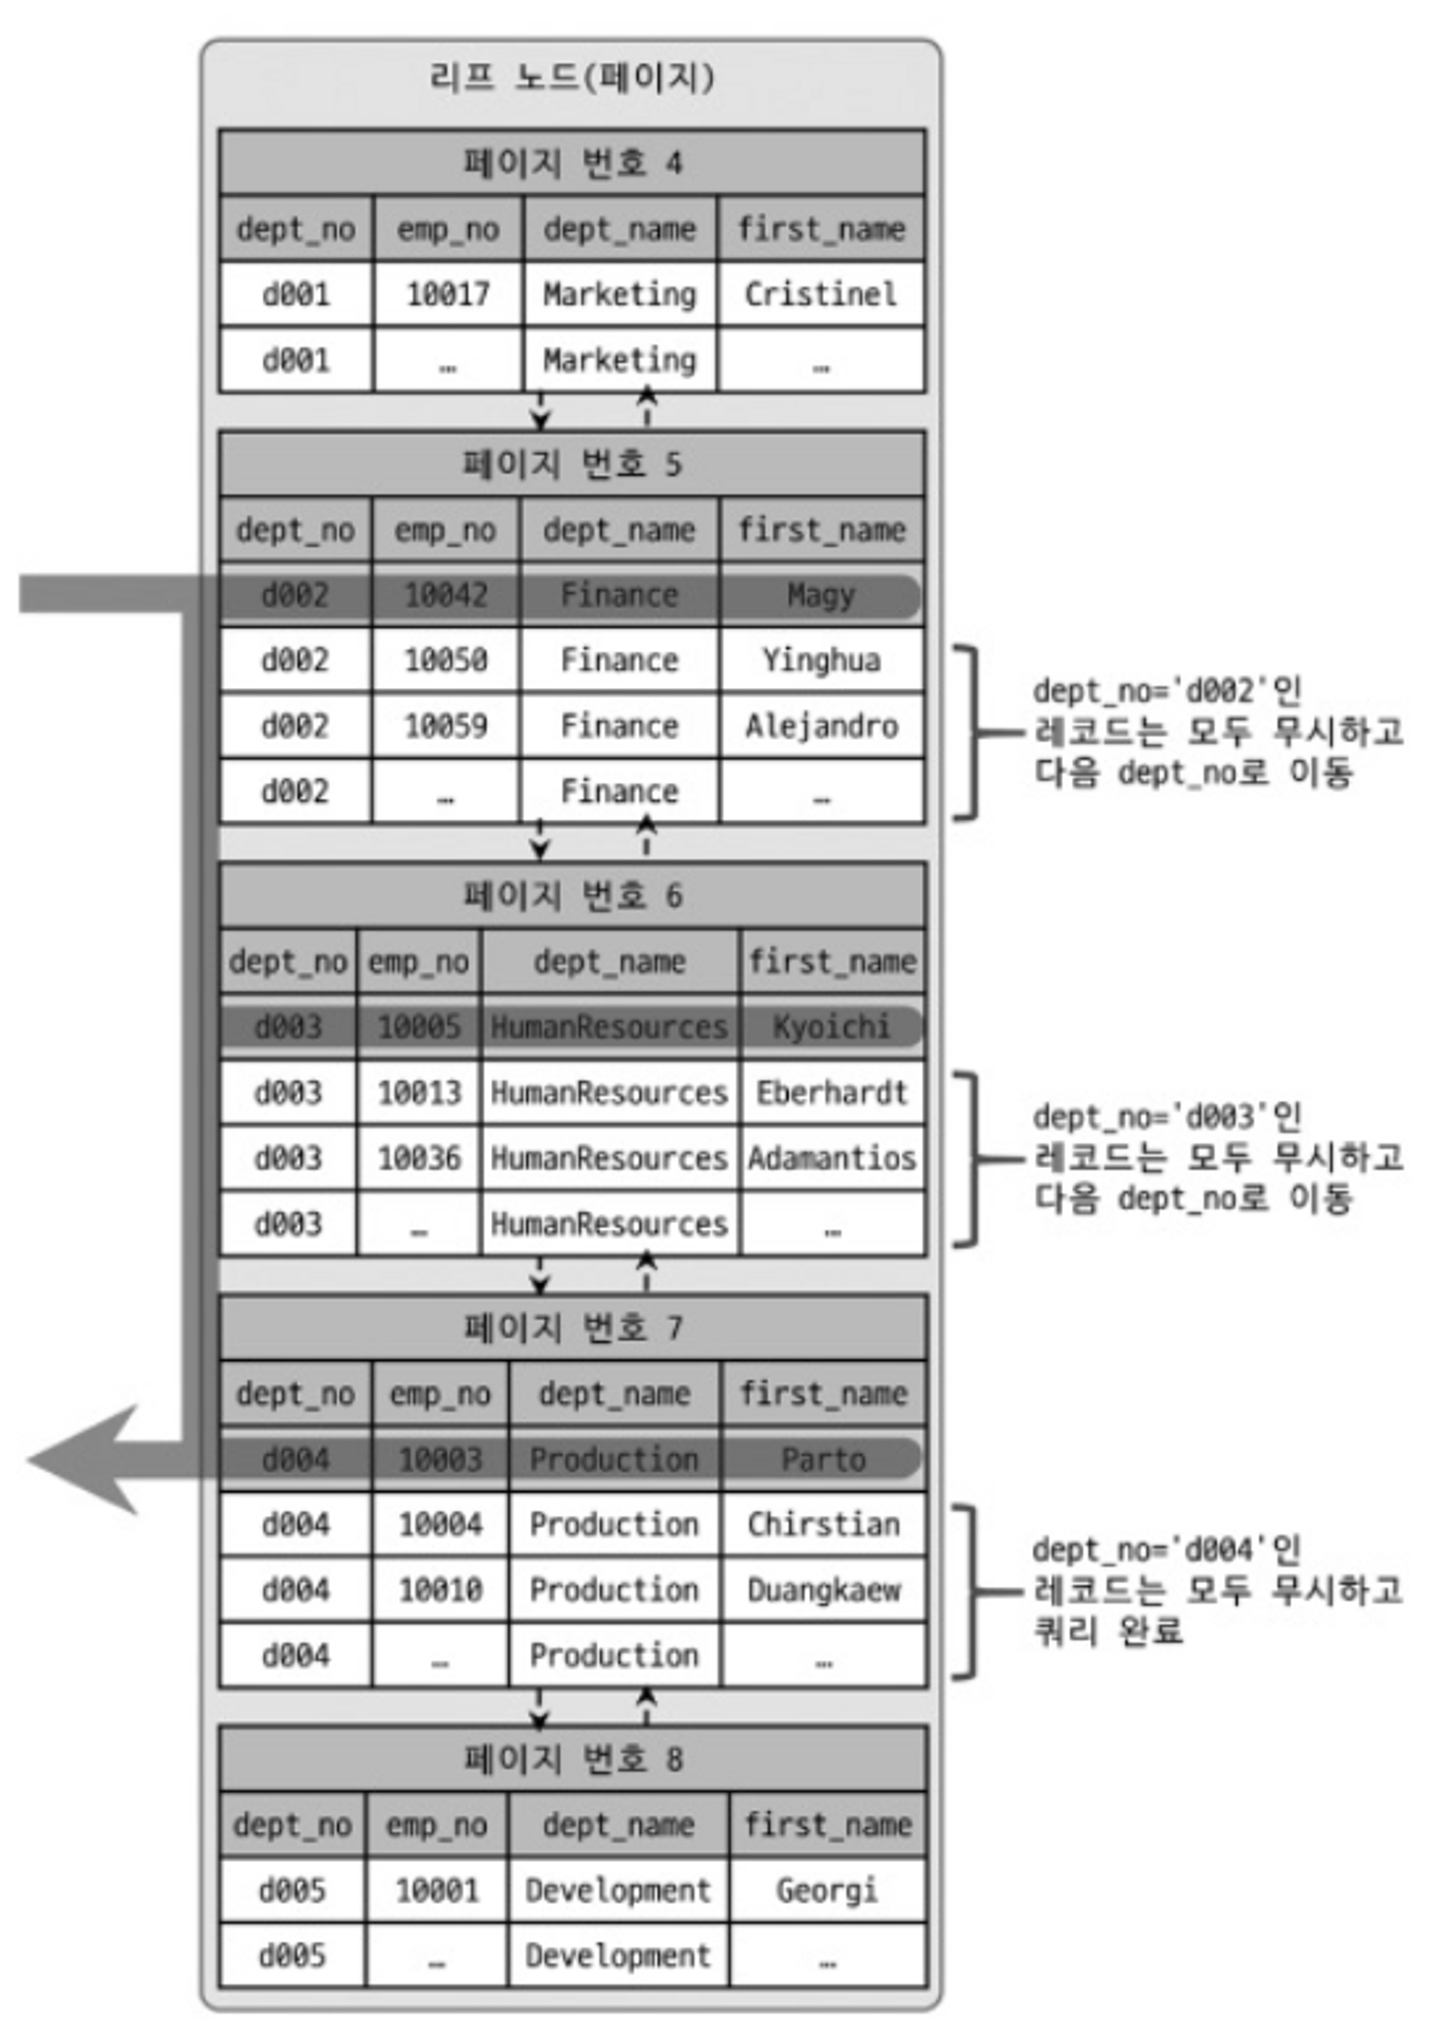 리프 노드(페이지)
페이지 번호 4
dept_no emp_no dept_name first_name
d001 10017 Marketing Cristinel
d001 … Marketing …
페이지 번호 5
dept_no emp_no dept_name first_name
d002 10042 Finance Magy
d002 10050 Finance Yinghua
d002 10059 Finance Alejandro
d002 … Finance …
dept_no='d002'인
레코드는 모두 무시하고
다음 dept_no로 이동
페이지 번호 6
dept_no emp_no dept_name first_name
d003 10005 HumanResources Kyoichi
d003 10013 HumanResources Eberhardt
d003 10036 HumanResources Adamantios
d003 … HumanResources …
dept_no='d003'인
레코드는 모두 무시하고
다음 dept_no로 이동
페이지 번호 7
dept_no emp_no dept_name first_name
d004 10003 Production Parto
d004 10004 Production Chirstian
d004 10010 Production Duangkaew
d004 … Production …
dept_no='d004'인
레코드는 모두 무시하고
쿼리 완료
페이지 번호 8
dept_no emp_no dept_name first_name
d005 10001 Development Georgi
d005 … Development …